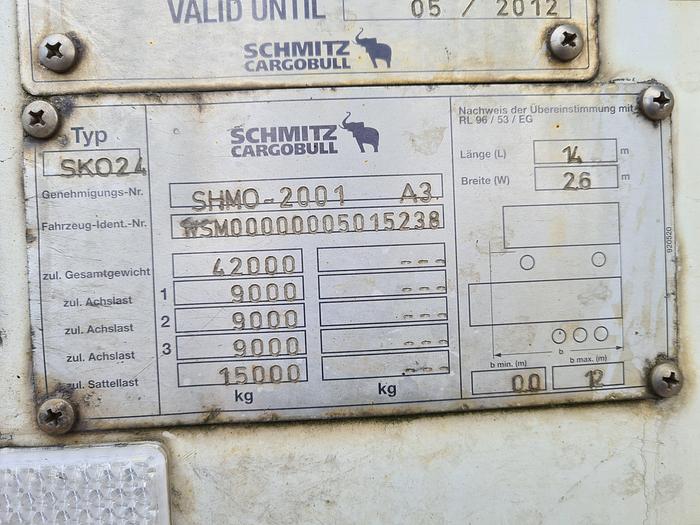 VALID UNTIL 05 / 2012
SCHMITZ
CARGOBULL
Typ
SKO24
SCHMITZ
CARGOBULL
Nachweis der Übereinstimmung mit
RL 96 / 53 / EG
Länge (L) 14 m
Breite (W) 2.6 m
Genehmigungs-Nr. SHMO-2001 A3
Fahrzeug-Ident.-Nr. WSM00000005015238
zul. Gesamtgewicht 42000 ---
zul. Achslast 1 9000 ---
zul. Achslast 2 9000 ---
zul. Achslast 3 9000 ---
zul. Sattellast 15000 ---
kg kg
920520
b
b min. (m) b max. (m)
0.0 12